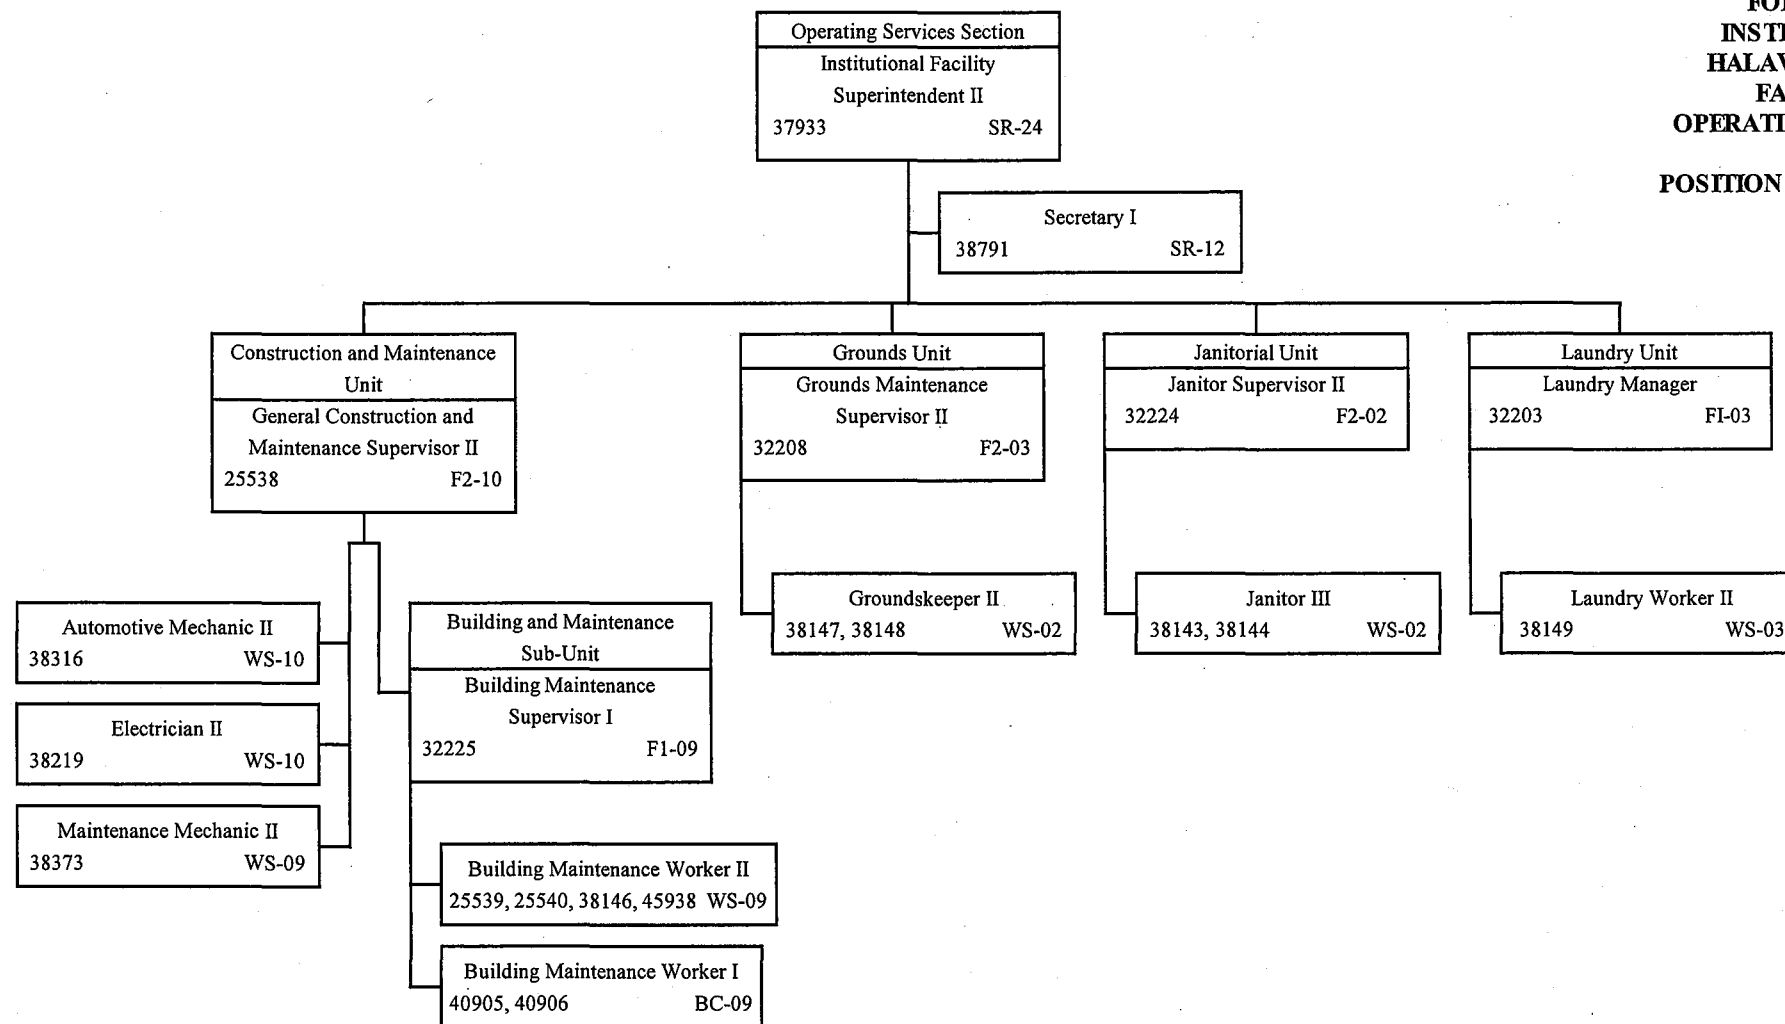 Operating Services Section
Institutional Facility
Superintendent II
37933 SR-24
Secretary I
38791 SR-12
Construction and Maintenance
Unit
General Construction and
Maintenance Supervisor II
25538 F2-10
Grounds Unit
Grounds Maintenance
Supervisor II
32208 F2-03
Janitorial Unit
Janitor Supervisor II
32224 F2-02
Laundry Unit
Laundry Manager
32203 FI-03
Automotive Mechanic II
38316 WS-10
Electrician II
38219 WS-10
Maintenance Mechanic II
38373 WS-09
Building and Maintenance
Sub-Unit
Building Maintenance
Supervisor I
32225 F1-09
Building Maintenance Worker II
25539, 25540, 38146, 45938 WS-09
Building Maintenance Worker I
40905, 40906 BC-09
Groundskeeper II
38147, 38148 WS-02
Janitor III
38143, 38144 WS-02
Laundry Worker II
38149 WS-03
POSITION